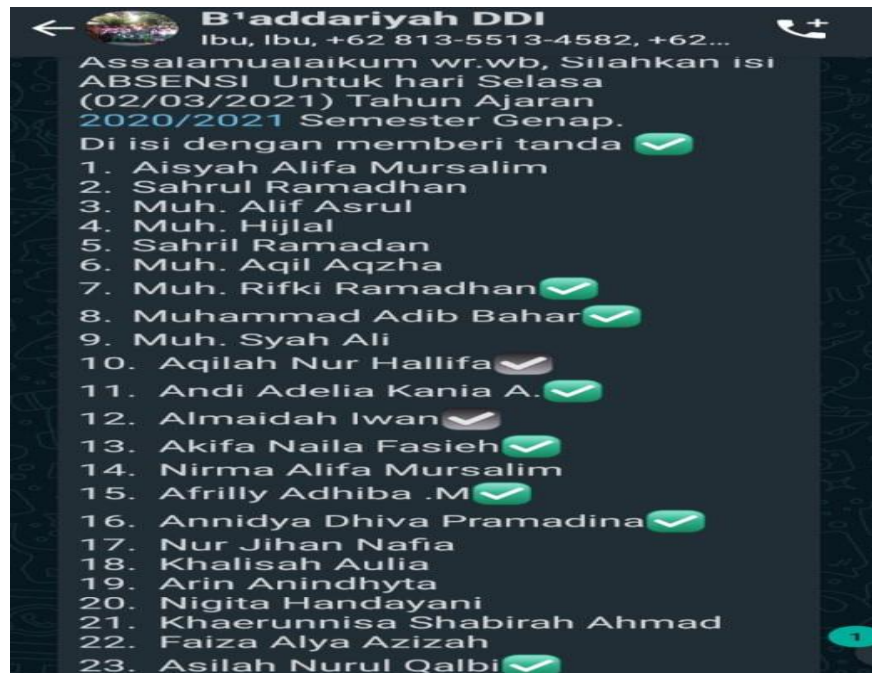 B'addariyah DDI
Ibu, Ibu, +62 813-5513-4582, +62...
Assalamualaikum wr.wb, Silahkan isi
ABSENSI Untuk hari Selasa
(02/03/2021) Tahun Ajaran
2020/2021 Semester Genap.
Di isi dengan memberi tanda ✅
1. Aisyah Alifa Mursalim
2. Sahrul Ramadhan
3. Muh. Alif Asrul
4. Muh. Hijlal
5. Sahril Ramadan
6. Muh. Aqil Aqzha
7. Muh. Rifki Ramadhan✅
8. Muhammad Adib Bahar✅
9. Muh. Syah Ali
10. Aqilah Nur Hallifa☑
11. Andi Adelia Kania A.✅
12. Almaidah Iwan☑
13. Akifa Naila Fasieh✅
14. Nirma Alifa Mursalim
15. Afrilly Adhiba .M✅
16. Annidya Dhiva Pramadina✅
17. Nur Jihan Nafia
18. Khalisah Aulia
19. Arin Anindhyta
20. Nigita Handayani
21. Khaerunnisa Shabirah Ahmad
22. Faiza Alya Azizah
1
23. Asilah Nurul Qalbi✅